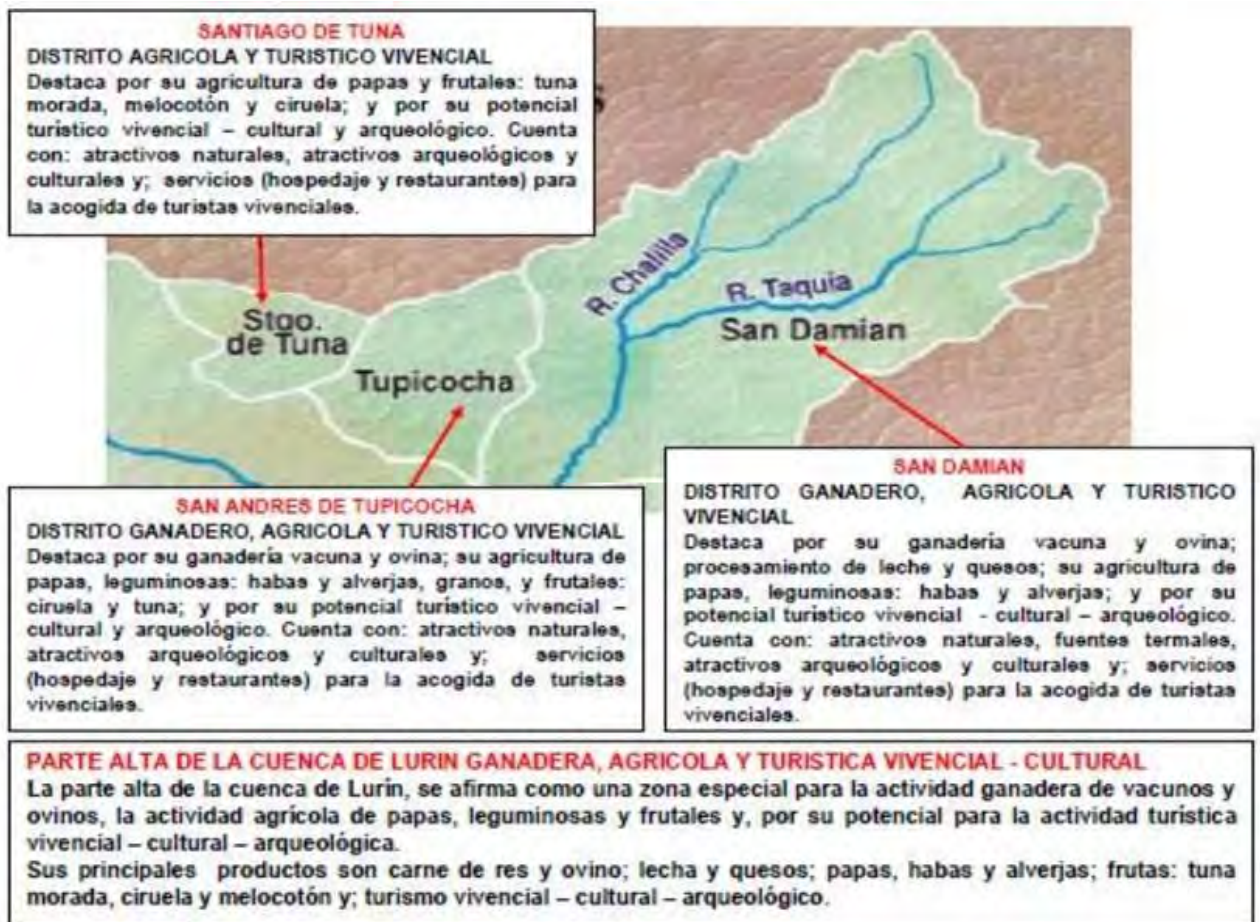 SANTIAGO DE TUNA
DISTRITO AGRICOLA Y TURISTICO VIVENCIAL
Destaca por su agricultura de papas y frutales: tuna
morada, melocotón y ciruela; y por su potencial
turístico vivencial – cultural y arqueológico. Cuenta
con: atractivos naturales, atractivos arqueológicos y
culturales y; servicios (hospedaje y restaurantes) para
la acogida de turistas vivenciales.
R. Chalilla
R. Taquia
Stgo.
de Tuna
San Damian
Tupicocha
SAN ANDRES DE TUPICOCHA
DISTRITO GANADERO, AGRICOLA Y TURISTICO VIVENCIAL
Destaca por su ganadería vacuna y ovina; su agricultura de
papas, leguminosas: habas y alverjas, granos, y frutales:
ciruela y tuna; y por su potencial turístico vivencial –
cultural y arqueológico. Cuenta con: atractivos naturales,
atractivos arqueológicos y culturales y; servicios
(hospedaje y restaurantes) para la acogida de turistas
vivenciales.
SAN DAMIAN
DISTRITO GANADERO, AGRICOLA Y TURISTICO
VIVENCIAL
Destaca por su ganadería vacuna y ovina;
procesamiento de leche y quesos; su agricultura de
papas, leguminosas: habas y alverjas; y por su
potencial turístico vivencial - cultural – arqueológico.
Cuenta con: atractivos naturales, fuentes termales,
atractivos arqueológicos y culturales y; servicios
(hospedaje y restaurantes) para la acogida de turistas
vivenciales.
PARTE ALTA DE LA CUENCA DE LURIN GANADERA, AGRICOLA Y TURISTICA VIVENCIAL - CULTURAL
La parte alta de la cuenca de Lurín, se afirma como una zona especial para la actividad ganadera de vacunos y
ovinos, la actividad agrícola de papas, leguminosas y frutales y, por su potencial para la actividad turística
vivencial – cultural – arqueológica.
Sus principales productos son carne de res y ovino; lecha y quesos; papas, habas y alverjas; frutas: tuna
morada, ciruela y melocotón y; turismo vivencial – cultural – arqueológico.